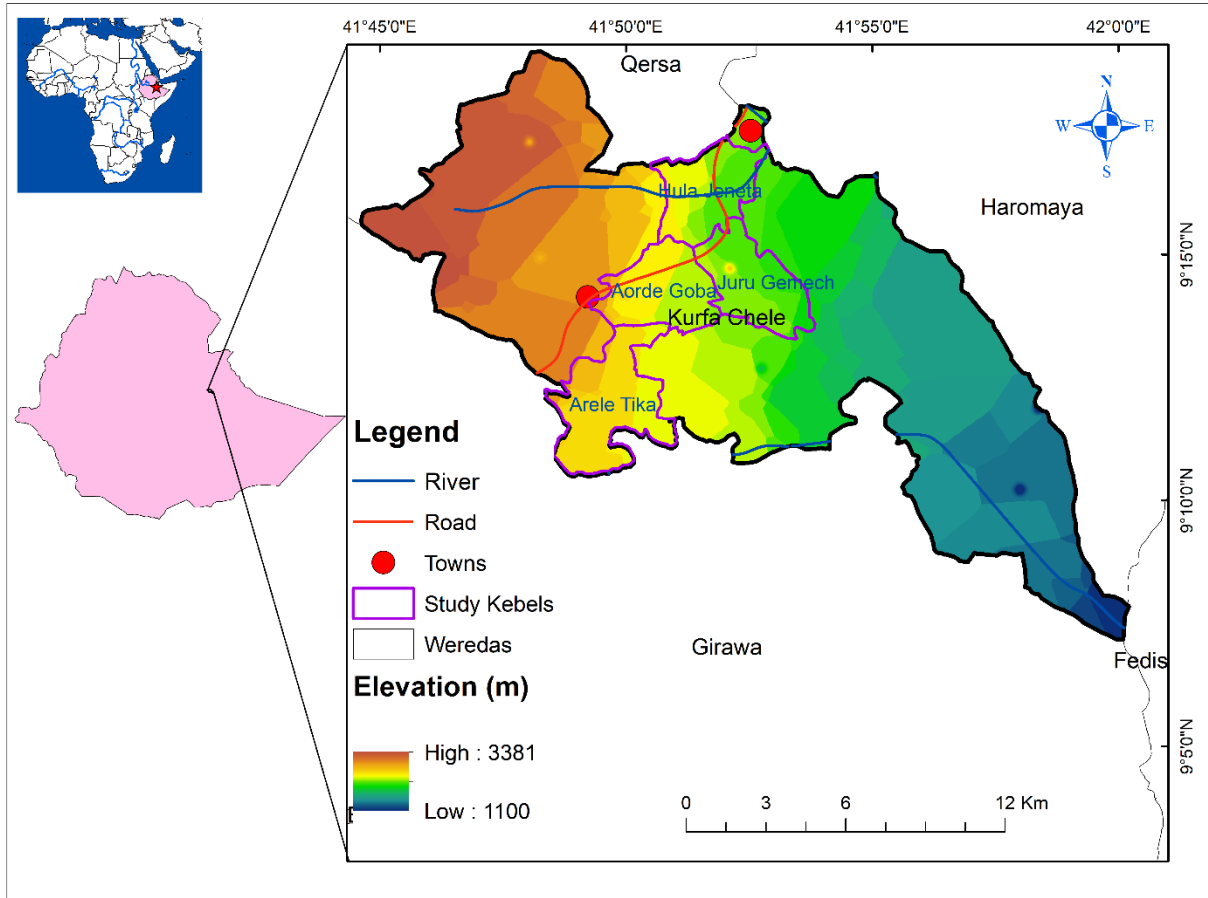 41°45'0"E
41°50'0"E
41°55'0"E
42°0'0"E
Qersa
N
W
E
S
Hula Jeneta
Haromaya
9°15'0"N
Aorde Goba
Juru Gemech
Kurfa Chele
Arele Tika
9°10'0"N
Girawa
Fedis
9°5'0"N
Legend
River
Road
Towns
Study Kebels
Weredas
Elevation (m)
High : 3381
Low : 1100
0 3 6 12 Km